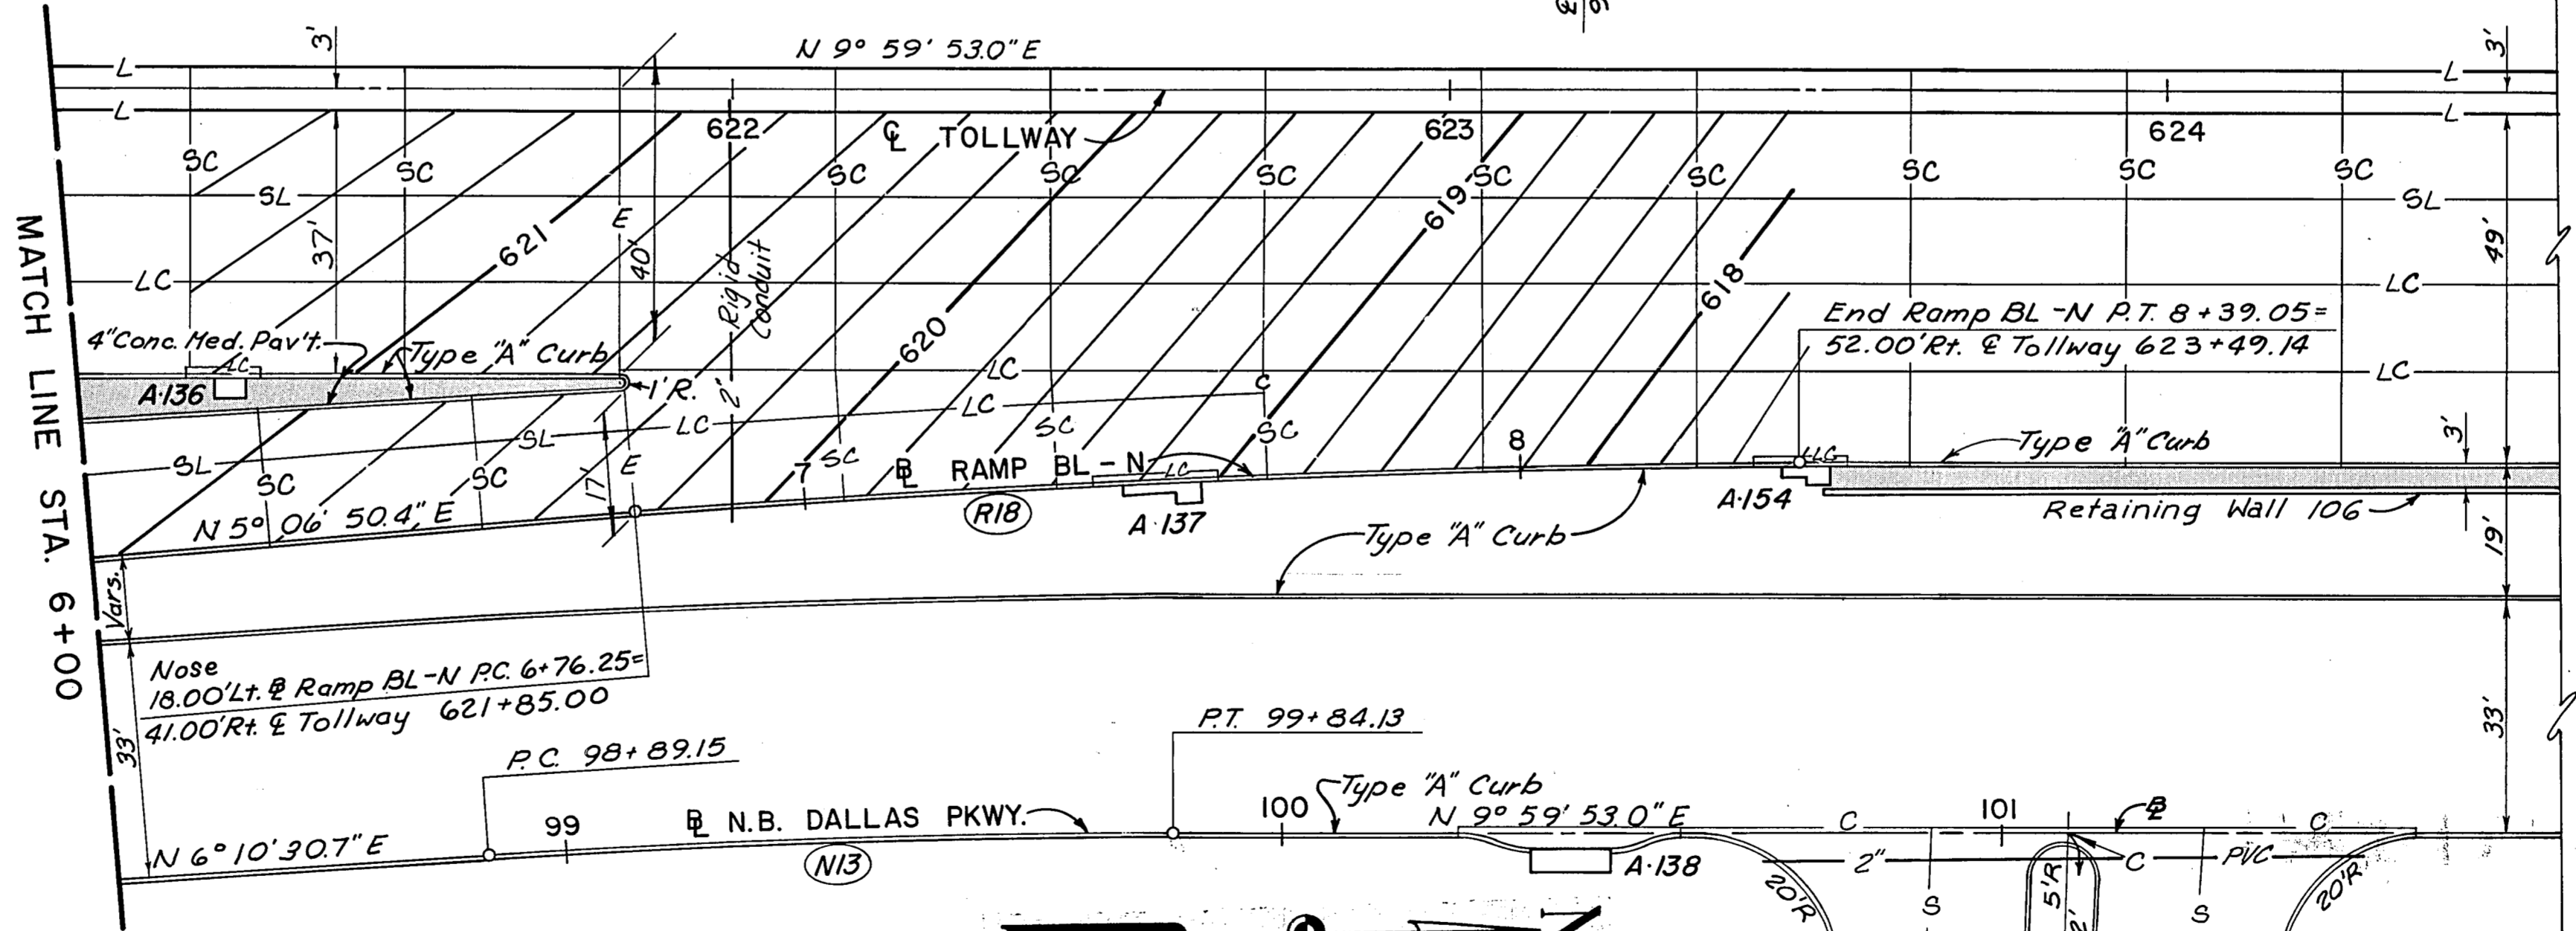 N 9° 59' 53.0" E
3'
3'
L
L
L
L
622
623
624
℄ TOLLWAY
SC
SC
SC
SC
SC
SC
SC
SC
SC
SC
SL
SL
E
37'
40'
49'
621
620
619
618
Rigid
Conduit
2'
LC
LC
MATCH LINE STA. 6+00
4" Conc. Med. Pav't.
Type "A" Curb
LC
A·136
1' R.
LC
LC
End Ramp BL-N P.T. 8+39.05=
52.00' Rt. ℄ Tollway 623+49.14
C
LC
LC
SL
SL
SC
SC
SC
SC
SC
E
17'
7
8
BL RAMP BL-N
LC
LC
Type "A" Curb
3'
A·137
A·154
R18
Retaining Wall 106
N 5° 06' 50.4" E
Type "A" Curb
19'
Vars.
Nose
18.00' Lt. BL Ramp BL-N P.C. 6+76.25=
41.00' Rt. ℄ Tollway 621+85.00
33'
33'
P.C. 98+89.15
P.T. 99+84.13
Type "A" Curb
N 9° 59' 53.0" E
99
100
101
BL N.B. DALLAS PKWY.
BL
C
C
C
N 6° 10' 30.7" E
N13
A·138
2"
PVC
20'R
5'R
2'
20'R
S
S